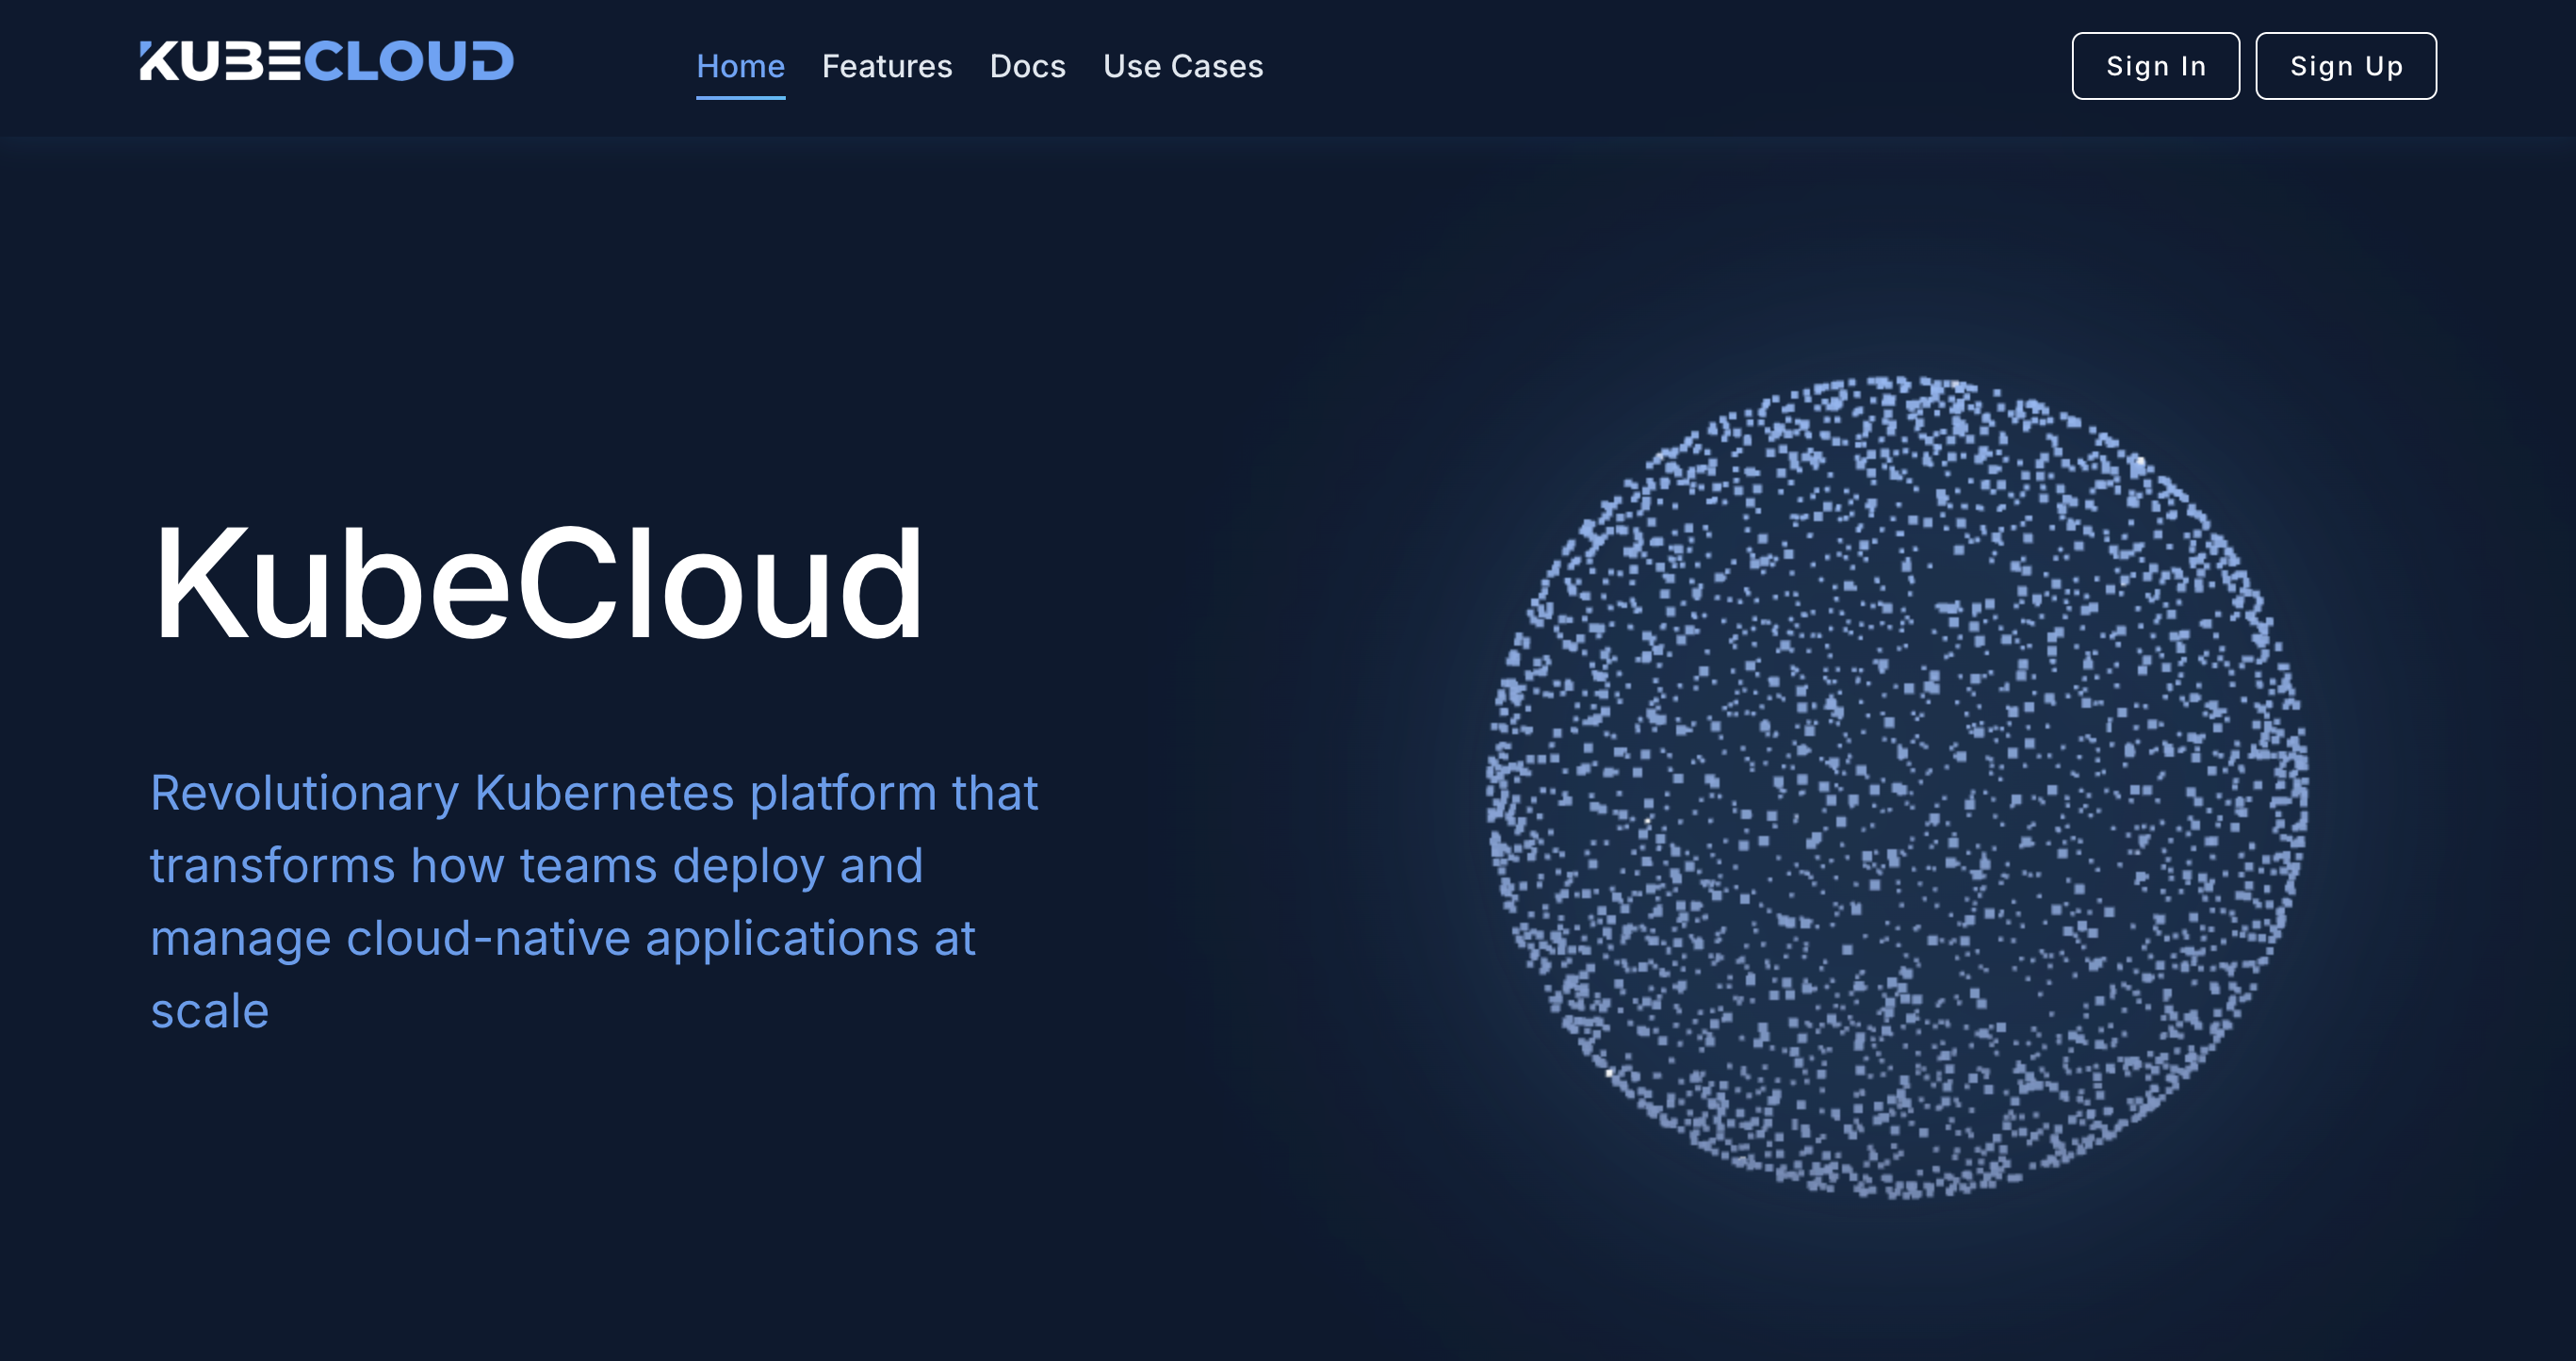 KUBECLOUD
Home Features Docs Use Cases
Sign In Sign Up
KubeCloud
Revolutionary Kubernetes platform that
transforms how teams deploy and
manage cloud-native applications at
scale